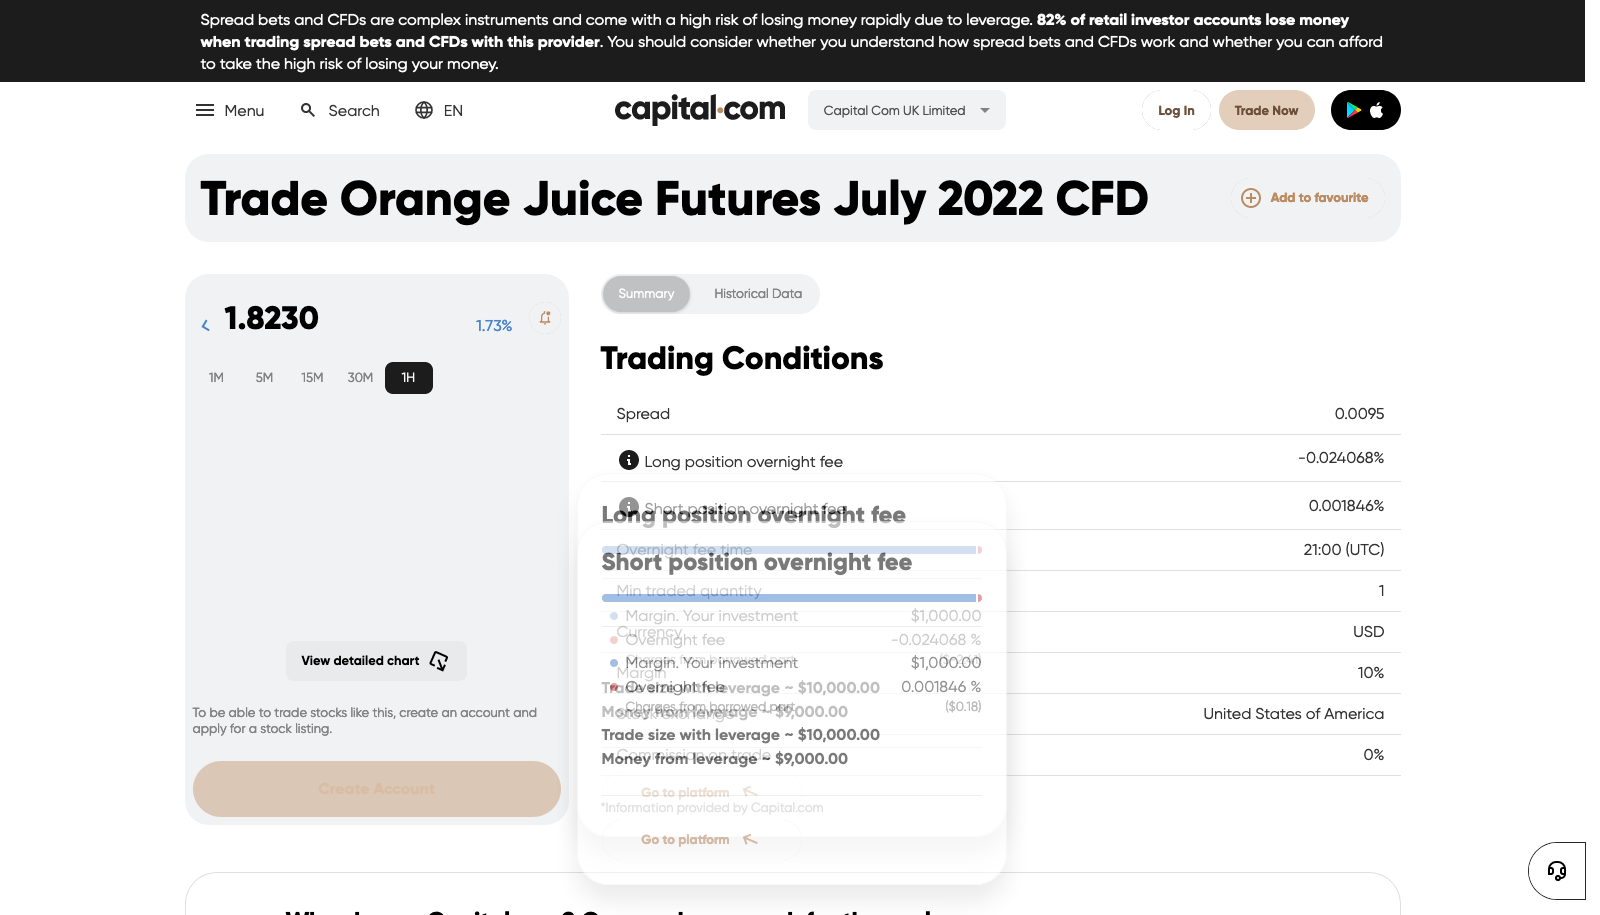 Spread bets and CFDs are complex instruments and come with a high risk of losing money rapidly due to leverage. 82% of retail investor accounts lose money
when trading spread bets and CFDs with this provider. You should consider whether you understand how spread bets and CFDs work and whether you can afford
to take the high risk of losing your money.
Menu Search EN capital.com Capital Com UK Limited Log In Trade Now
Trade Orange Juice Futures July 2022 CFD Add to favourite
1.8230 1.73%
1M 5M 15M 30M 1H
View detailed chart
To be able to trade stocks like this, create an account and
apply for a stock listing.
Create Account
Summary Historical Data
Trading Conditions
Spread 0.0095
Long position overnight fee -0.024068%
Short position overnight fee 0.001846%
Overnight fee time 21:00 (UTC)
Min traded quantity 1
Currency USD
Margin 10%
Stock exchange United States of America
Commission on trade 0%
Long position overnight fee
Margin. Your investment $1,000.00
Overnight fee -0.024068 %
Trade size with leverage ~ $10,000.00
Money from leverage ~ $9,000.00
Go to platform
Short position overnight fee
Margin. Your investment $1,000.00
Overnight fee 0.001846 %
Charges from borrowed part ($0.18)
Trade size with leverage ~ $10,000.00
Money from leverage ~ $9,000.00
Go to platform
*Information provided by Capital.com